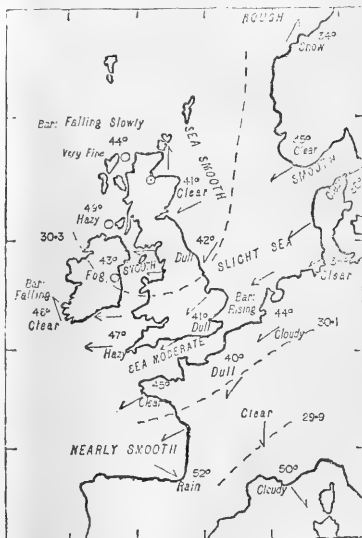 ROUGH
34°
Snow
Bar: Falling Slowly
44°
Very Fine
SEA SMOOTH
45°
Clear
SMOOTH
41°
Clear
49°
Hazy
30·3
42°
Dull
SLIGHT SEA
Clear
43°
Fog
SMOOTH
Bar:
Falling
46°
Clear
41°
Dull
Bar:
Rising
44°
Cloudy
30·1
47°
Hazy
SEA MODERATE
40°
Dull
45°
Clear
Clear
29·9
NEARLY SMOOTH
52°
Rain
50°
Cloudy